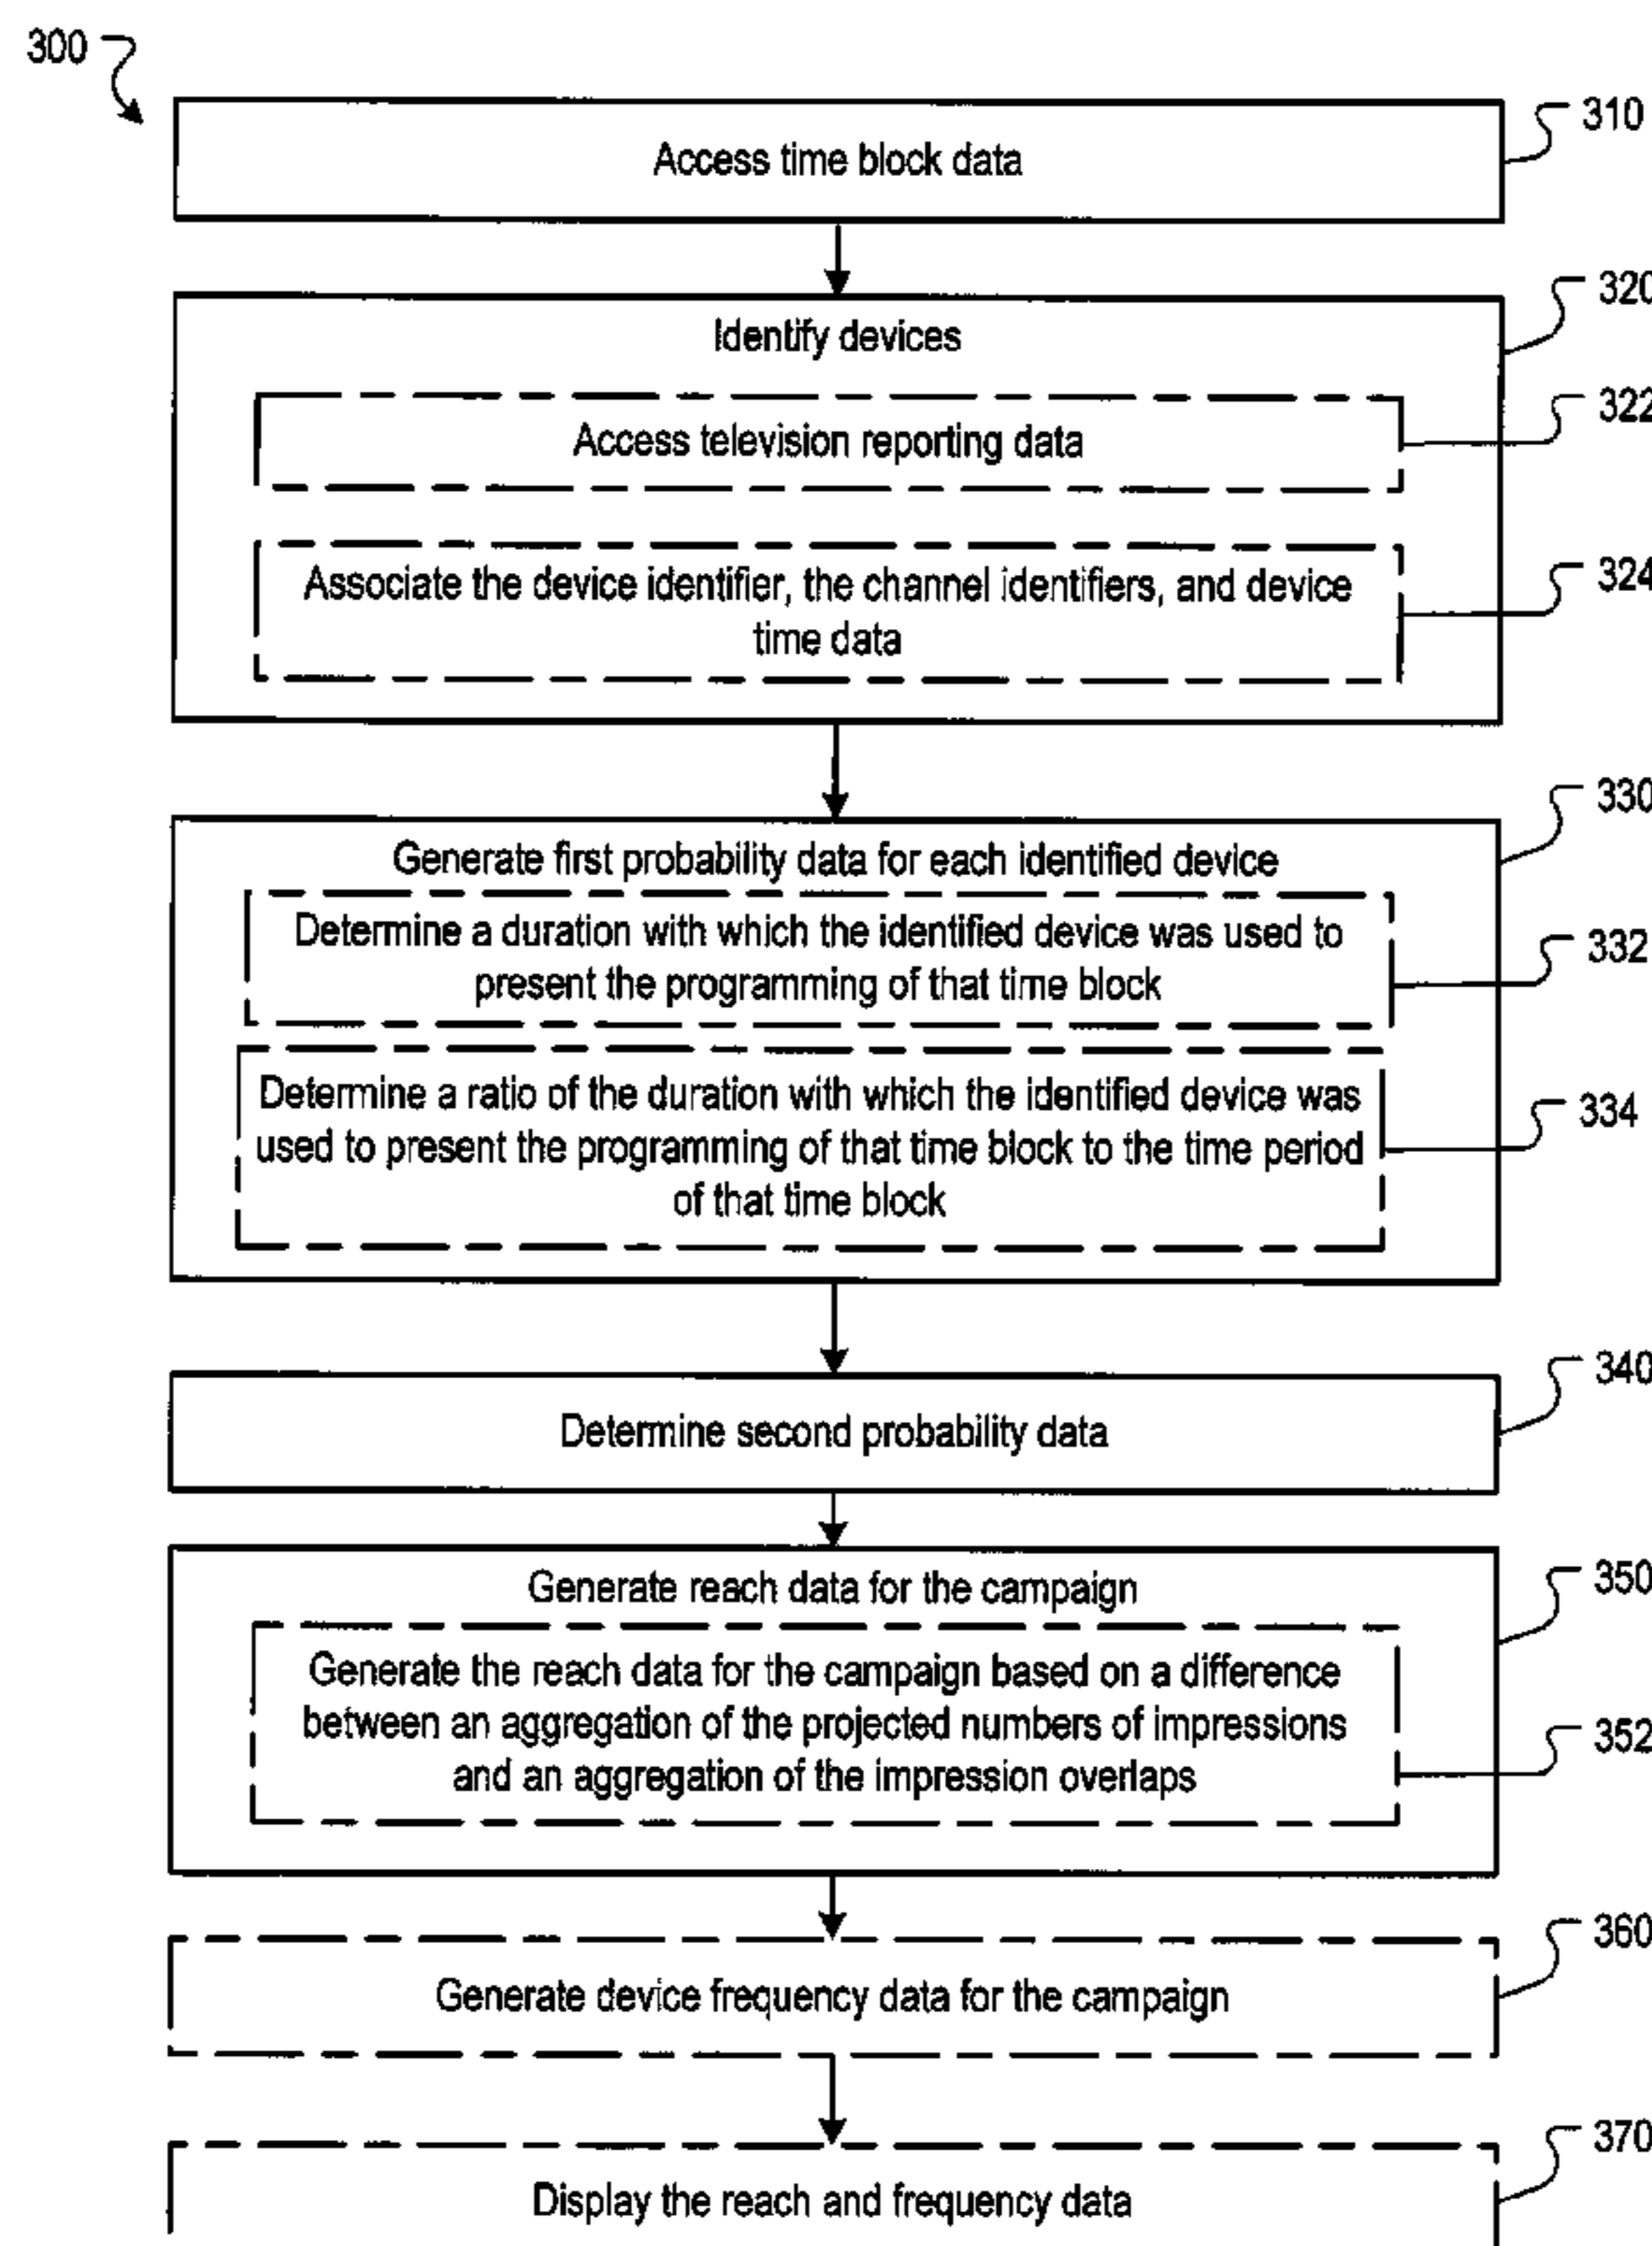 300
310
Access time block data
320
Identify devices
322
Access television reporting data
324
Associate the device identifier, the channel identifiers, and device
time data
330
Generate first probability data for each identified device
Determine a duration with which the identified device was used to
present the programming of that time block
332
Determine a ratio of the duration with which the identified device was
used to present the programming of that time block to the time period
of that time block
334
340
Determine second probability data
350
Generate reach data for the campaign
Generate the reach data for the campaign based on a difference
between an aggregation of the projected numbers of impressions
and an aggregation of the impression overlaps
352
360
Generate device frequency data for the campaign
370
Display the reach and frequency data